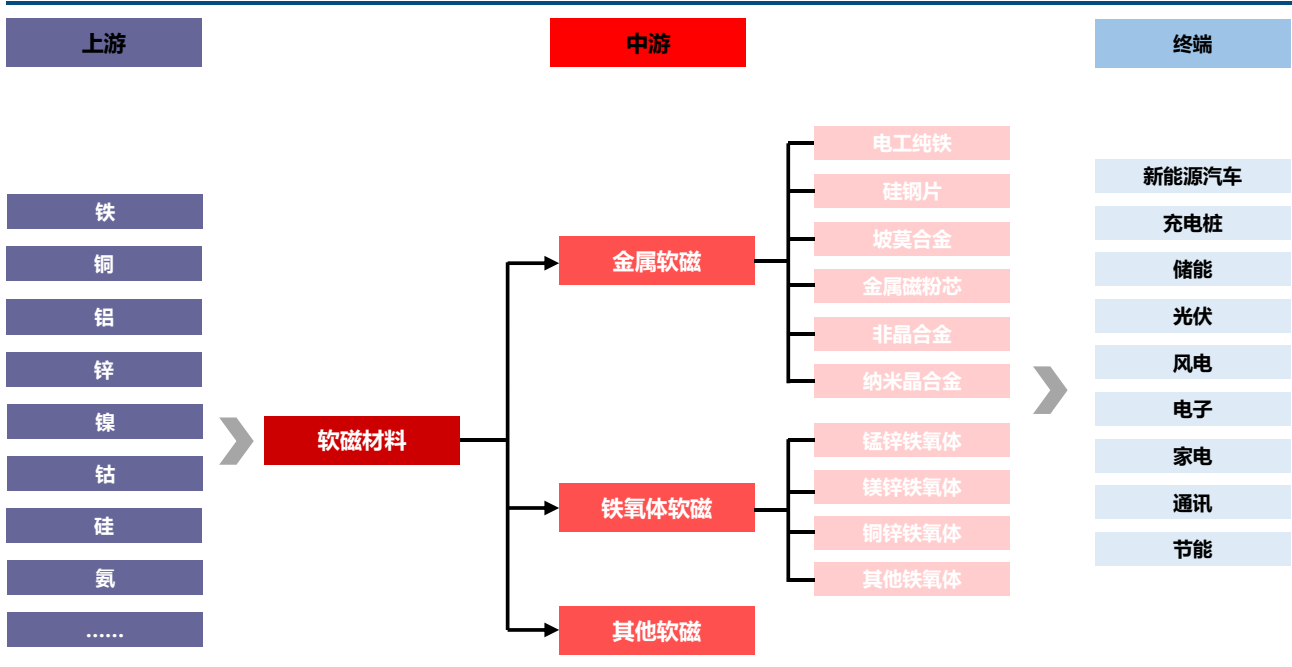 上游
中游
终端
铁
铜
铝
锌
镍
钴
硅
氨
……
软磁材料
金属软磁
铁氧体软磁
其他软磁
电工纯铁
硅钢片
坡莫合金
金属磁粉芯
非晶合金
纳米晶合金
锰锌铁氧体
镁锌铁氧体
铜锌铁氧体
其他铁氧体
新能源汽车
充电桩
储能
光伏
风电
电子
家电
通讯
节能